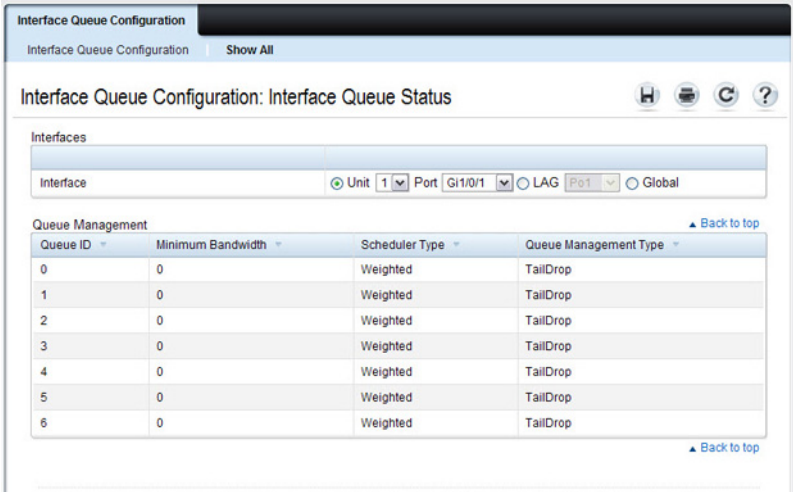 Interface Queue Configuration
Interface Queue Configuration Show All
Interface Queue Configuration: Interface Queue Status
Interfaces
Interface Unit 1 Port Gi1/0/1 LAG Po1 Global
Queue Management Back to top
Queue ID Minimum Bandwidth Scheduler Type Queue Management Type
0 0 Weighted TailDrop
1 0 Weighted TailDrop
2 0 Weighted TailDrop
3 0 Weighted TailDrop
4 0 Weighted TailDrop
5 0 Weighted TailDrop
6 0 Weighted TailDrop
Back to top